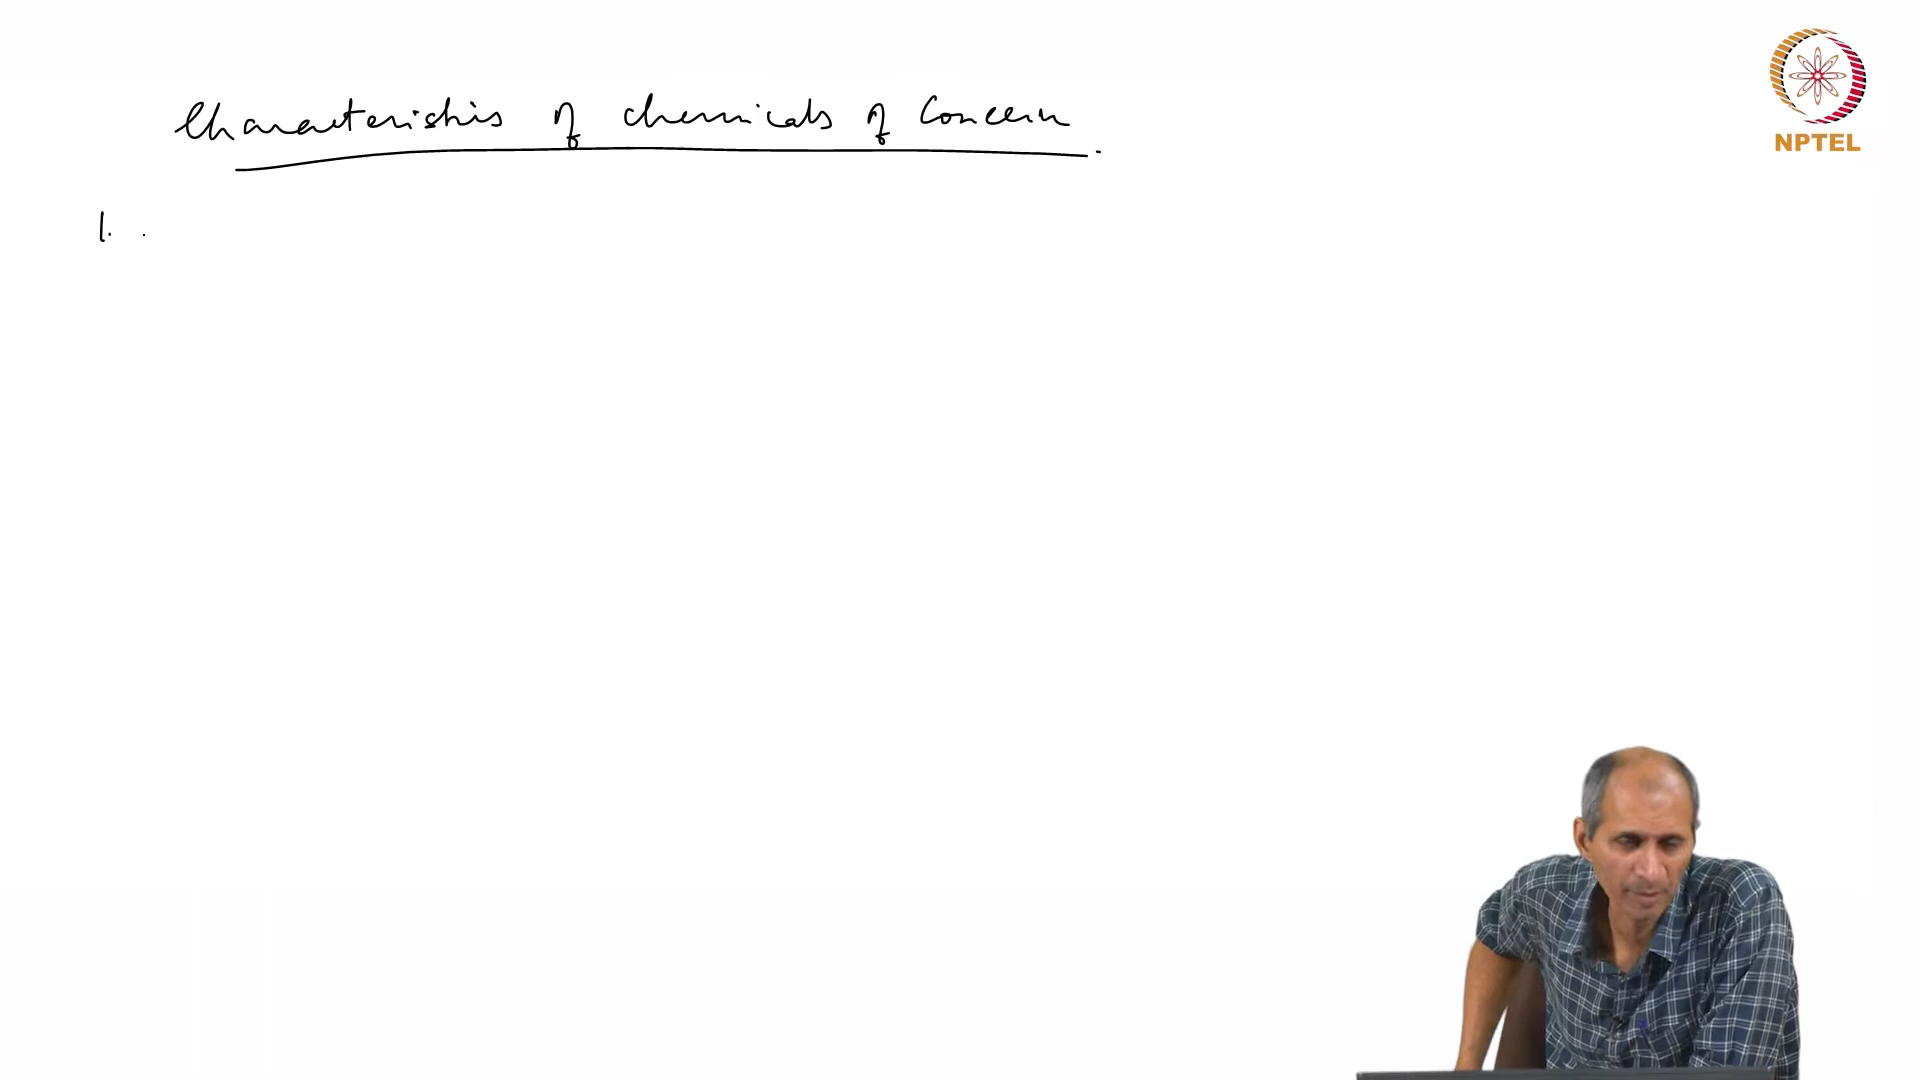 Characteristics of chemicals of Concern.
1.
NPTEL